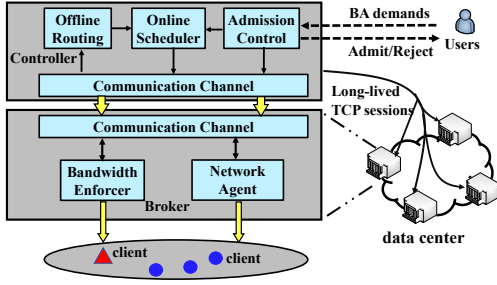 Offline
Routing
Online
Scheduler
Admission
Control
BA demands
Admit/Reject
Users
Controller
Communication Channel
Long-lived
TCP sessions
Communication Channel
Bandwidth
Enforcer
Network
Agent
Broker
data center
client
client